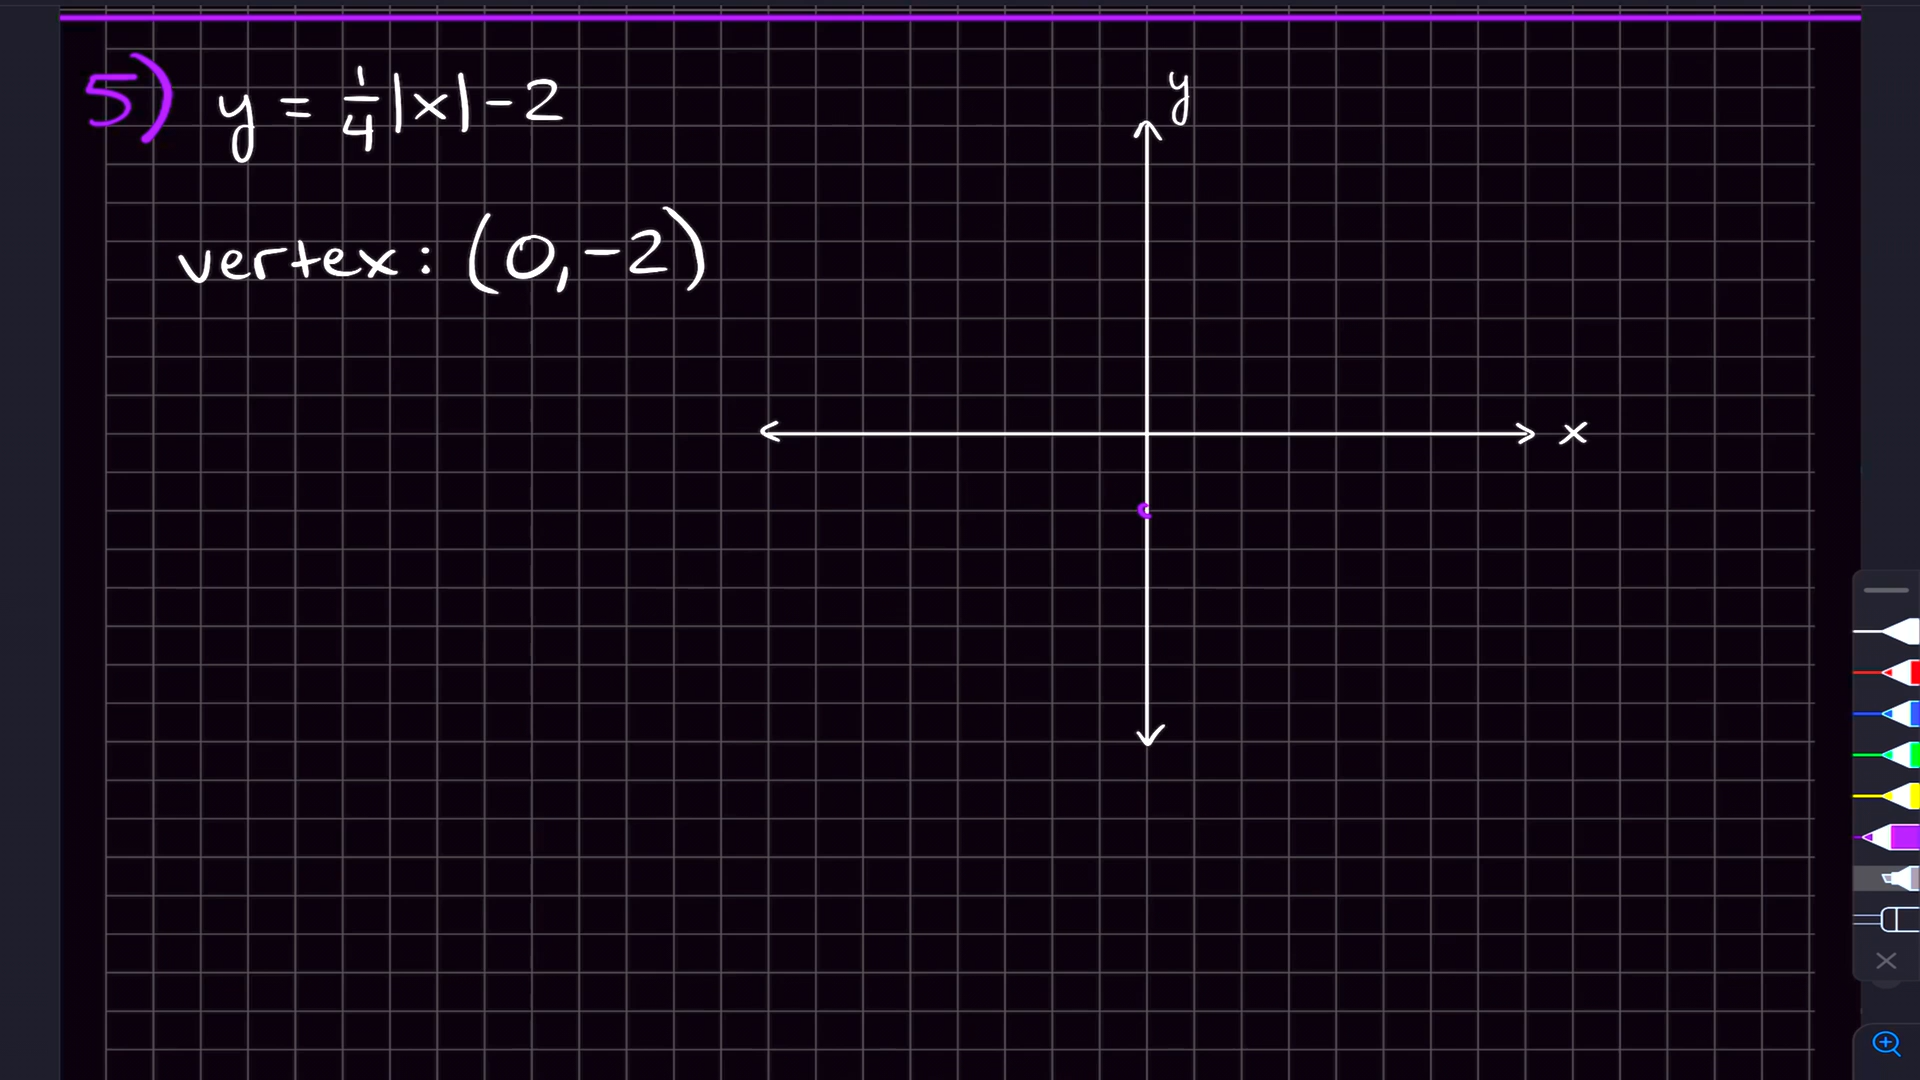 5) y = 1/4|x| - 2
y
vertex: (0, -2)
x